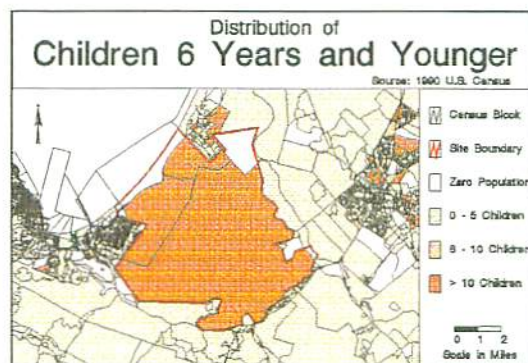 Distribution of
Children 6 Years and Younger
Source: 1990 U.S. Census
Census Block
Site Boundary
Zero Population
0 - 5 Children
6 - 10 Children
> 10 Children
0 1 2
Scale in Miles